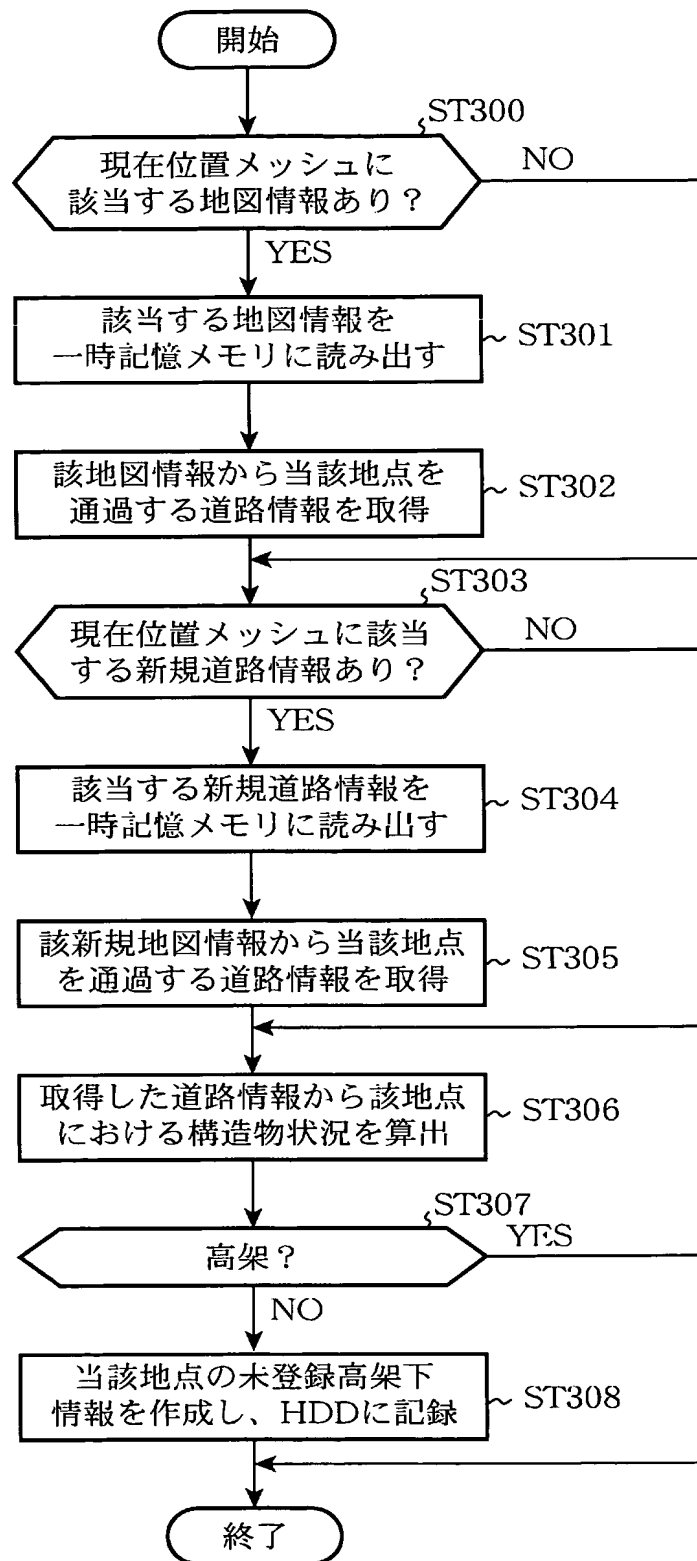 開始
ST300
現在位置メッシュに
該当する地図情報あり?
NO
YES
該当する地図情報を
一時記憶メモリに読み出す
ST301
該地図情報から当該地点を
通過する道路情報を取得
ST302
ST303
現在位置メッシュに該当
する新規道路情報あり?
NO
YES
該当する新規道路情報を
一時記憶メモリに読み出す
ST304
該新規地図情報から当該地点
を通過する道路情報を取得
ST305
取得した道路情報から該地点
における構造物状況を算出
ST306
ST307
高架?
YES
NO
当該地点の未登録高架下
情報を作成し、HDDに記録
ST308
終了